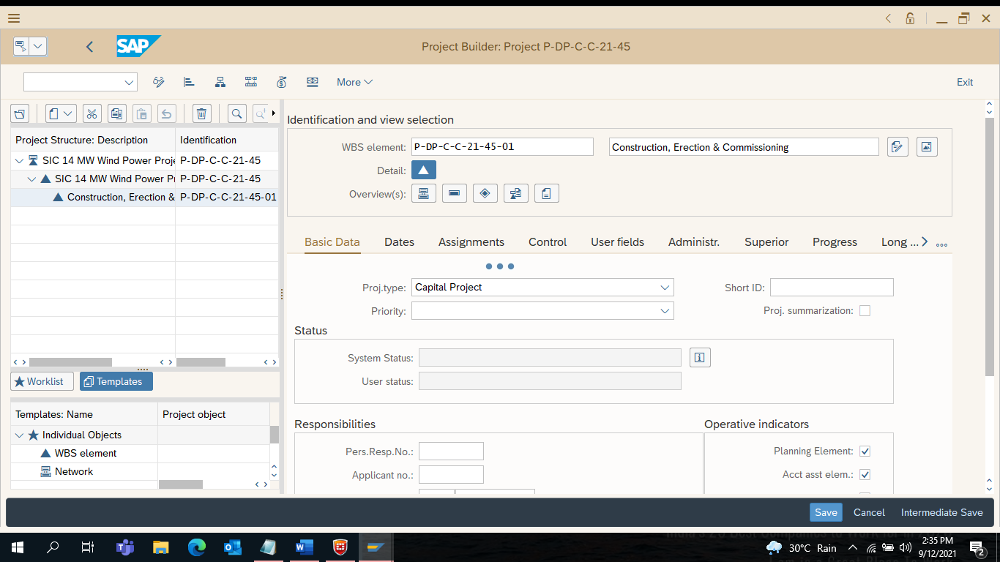 SAP
Project Builder: Project P-DP-C-C-21-45
More
Exit
Project Structure: Description Identification
SIC 14 MW Wind Power Proje P-DP-C-C-21-45
SIC 14 MW Wind Power P P-DP-C-C-21-45
Construction, Erection & P-DP-C-C-21-45-01
Worklist Templates
Templates: Name Project object
Individual Objects
WBS element
Network
Identification and view selection
WBS element: P-DP-C-C-21-45-01 Construction, Erection & Commissioning
Detail:
Overview(s):
Basic Data Dates Assignments Control User fields Administr. Superior Progress Long ...
Proj.type: Capital Project Short ID:
Priority: Proj. summarization:
Status
System Status:
User status:
Responsibilities Operative indicators
Pers.Resp.No.: Planning Element:
Applicant no.: Acct asst elem.:
Save Cancel Intermediate Save
30°C Rain
2:35 PM
9/12/2021
2